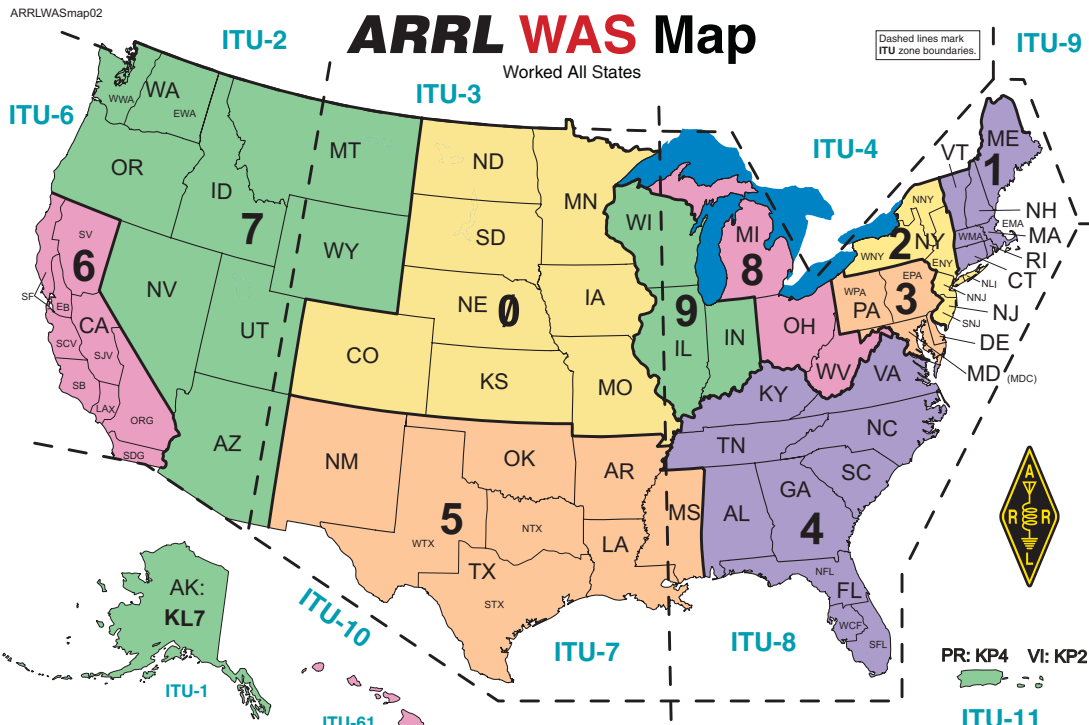 ARRLWASmap02
ARRL WAS Map
Worked All States
Dashed lines mark
ITU zone boundaries.
ITU-2
ITU-9
ITU-3
ITU-6
ITU-4
WA
WWA
EWA
OR
ID
MT
7
WY
NV
UT
AZ
SV
6
SF
EB
CA
SCV
SJV
SB
LAX
ORG
SDG
ND
SD
MN
NE
0
IA
CO
KS
MO
WI
MI
8
9
IL
IN
OH
WV
ME
VT
1
NH
EMA
MA
WMA
RI
CT
NNY
2
NY
WNY
ENY
NLI
NNJ
NJ
SNJ
EPA
WPA
3
PA
DE
MD (MDC)
KY
VA
TN
NC
SC
GA
AL
4
NFL
FL
WCF
SFL
NM
OK
AR
5
NTX
MS
WTX
LA
TX
STX
A
R R
L
AK:
KL7
ITU-1
ITU-10
ITU-7
ITU-8
PR: KP4 VI: KP2
ITU-61
ITU-11